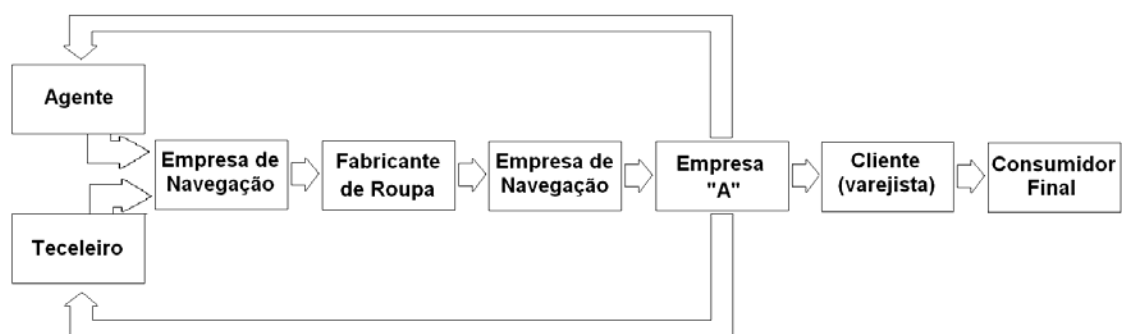 Agente
Empresa de
Navegação
Fabricante
de Roupa
Empresa de
Navegação
Empresa
"A"
Cliente
(varejista)
Consumidor
Final
Teceleiro